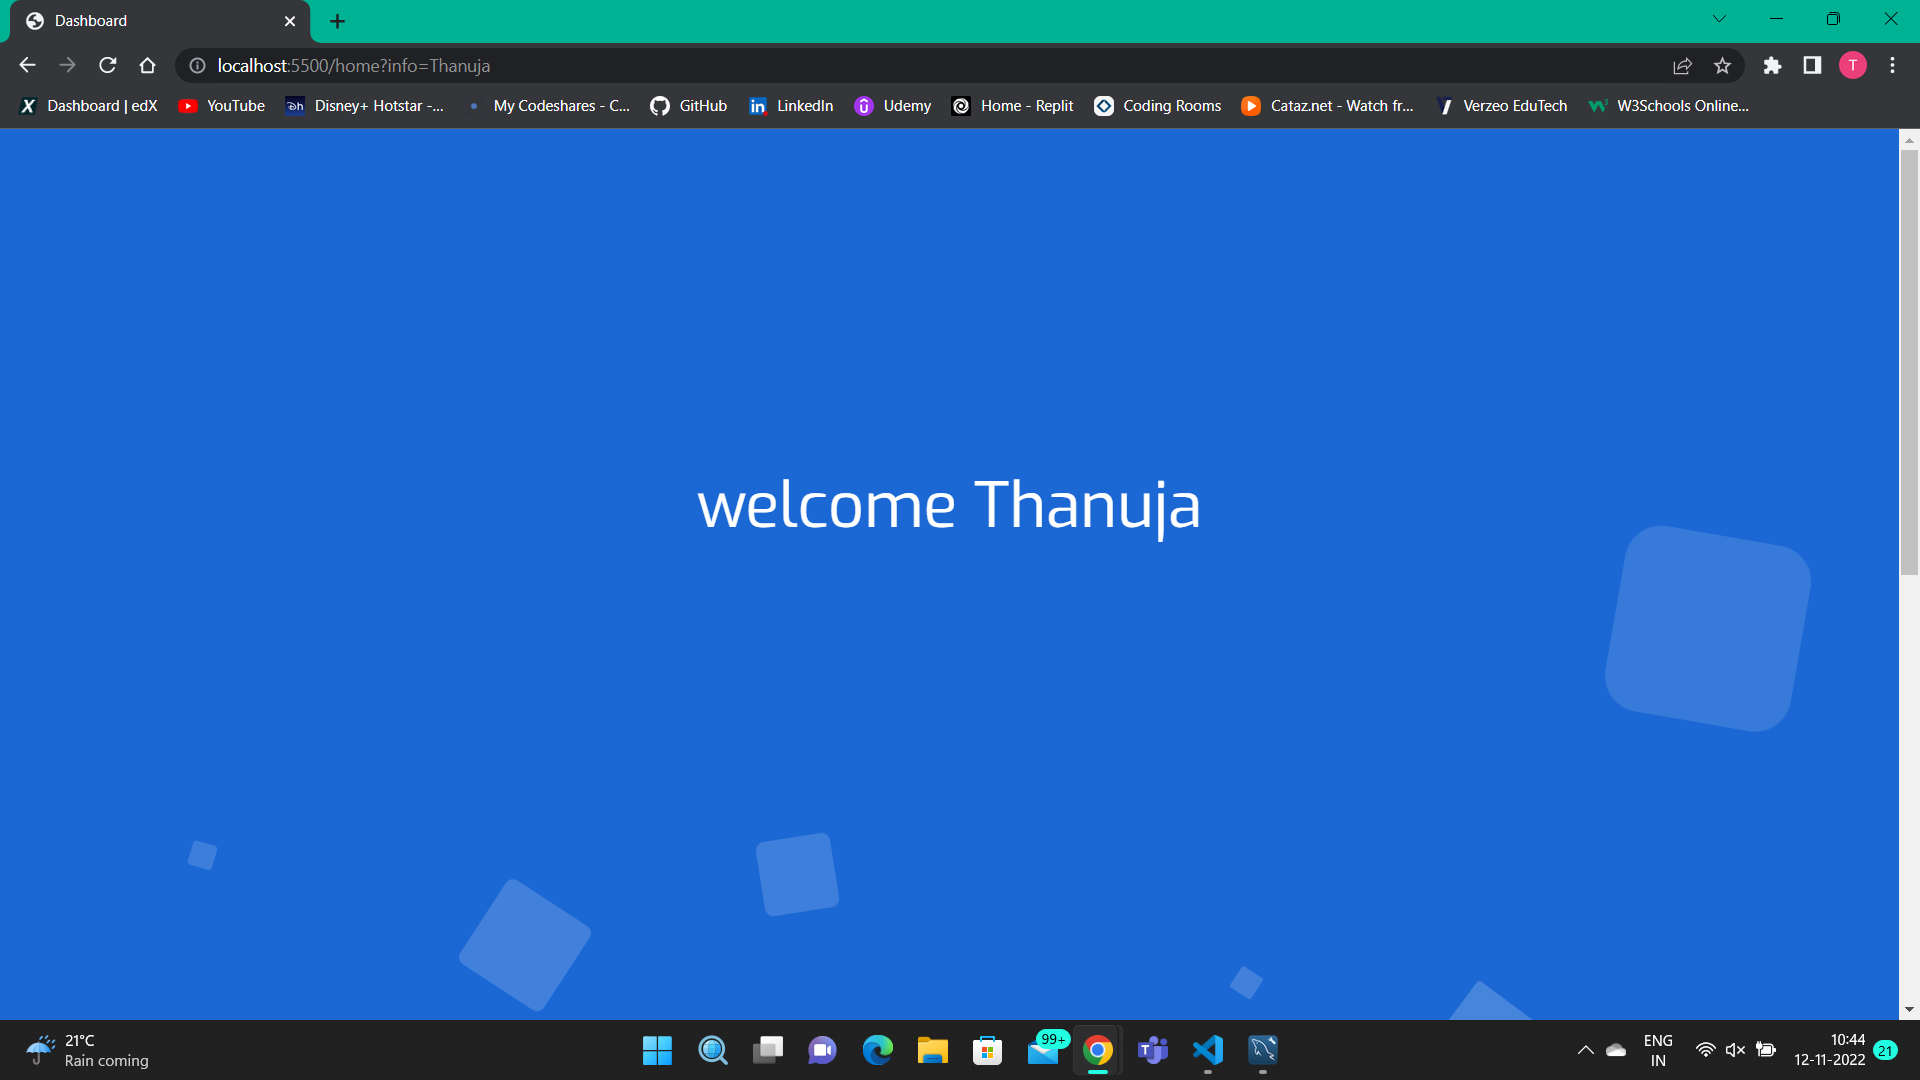 Dashboard
localhost:5500/home?info=Thanuja
T
Dashboard | edX
YouTube
Disney+ Hotstar -...
My Codeshares - C...
GitHub
LinkedIn
Udemy
Home - Replit
Coding Rooms
Cataz.net - Watch fr...
Verzeo EduTech
W3Schools Online...
welcome Thanuja
21°C
Rain coming
99+
ENG
IN
10:44
12-11-2022
21